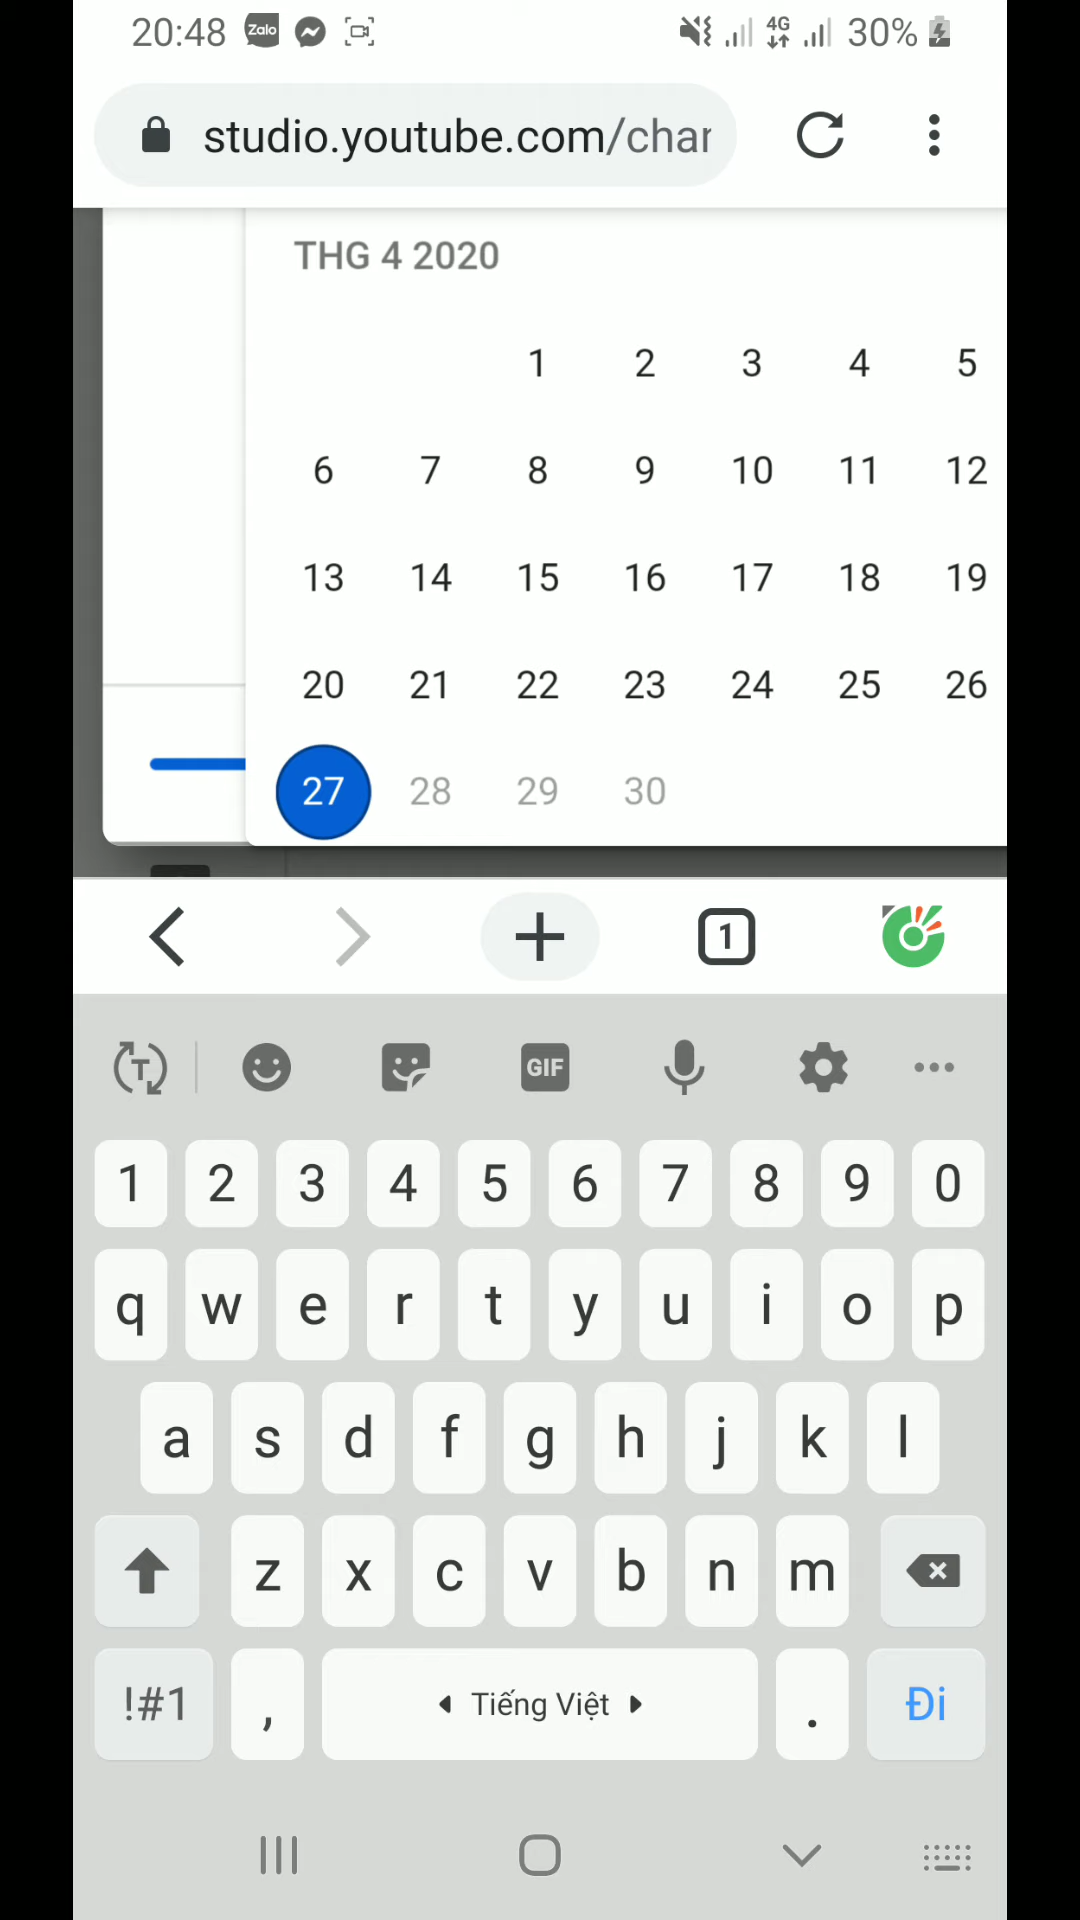 20:48 Zalo 4G 30%
studio.youtube.com/char
THG 4 2020
1 2 3 4 5
6 7 8 9 10 11 12
13 14 15 16 17 18 19
20 21 22 23 24 25 26
27 28 29 30
1
T GIF
1 2 3 4 5 6 7 8 9 0
q w e r t y u i o p
a s d f g h j k l
z x c v b n m
!#1 , Tiếng Việt . Đi